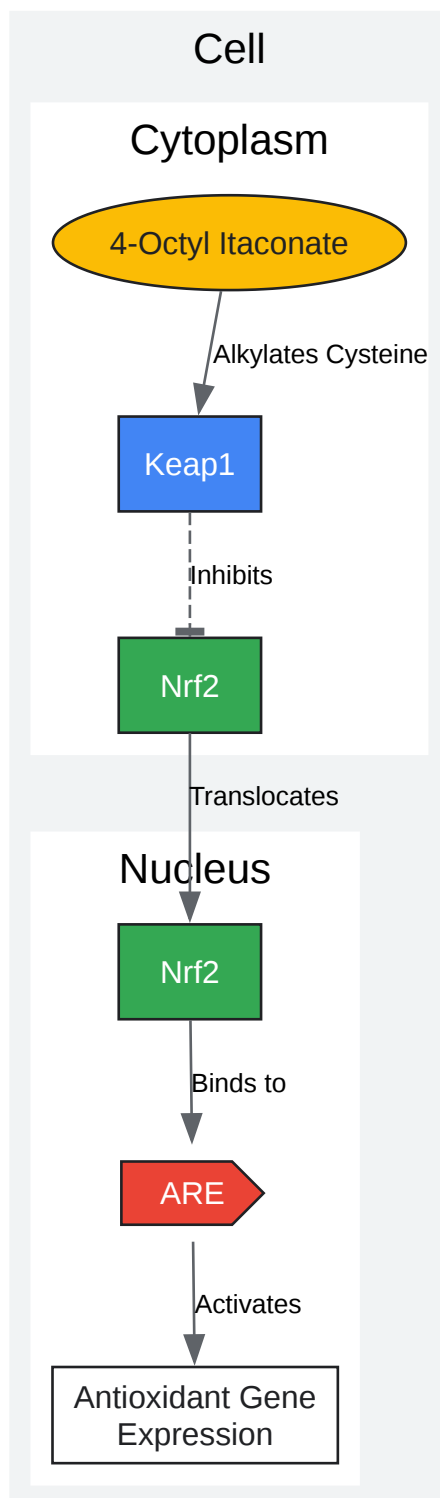 Cell
Cytoplasm
4-Octyl Itaconate
Alkylates Cysteine
Keap1
Inhibits
Nrf2
Translocates
Nucleus
Nrf2
Binds to
ARE
Activates
Antioxidant Gene
Expression